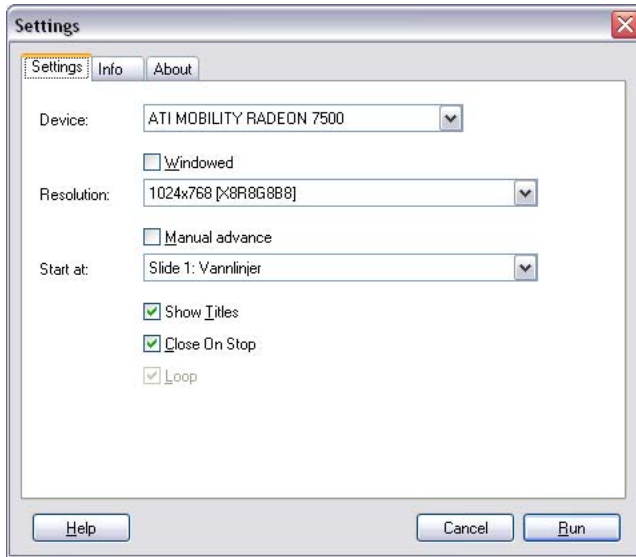 Settings
Settings Info About
Device: ATI MOBILITY RADEON 7500
Windowed
Resolution: 1024x768 [X8R8G8B8]
Manual advance
Start at: Slide 1: Vannlinjer
Show Titles
Close On Stop
Loop
Help Cancel Run